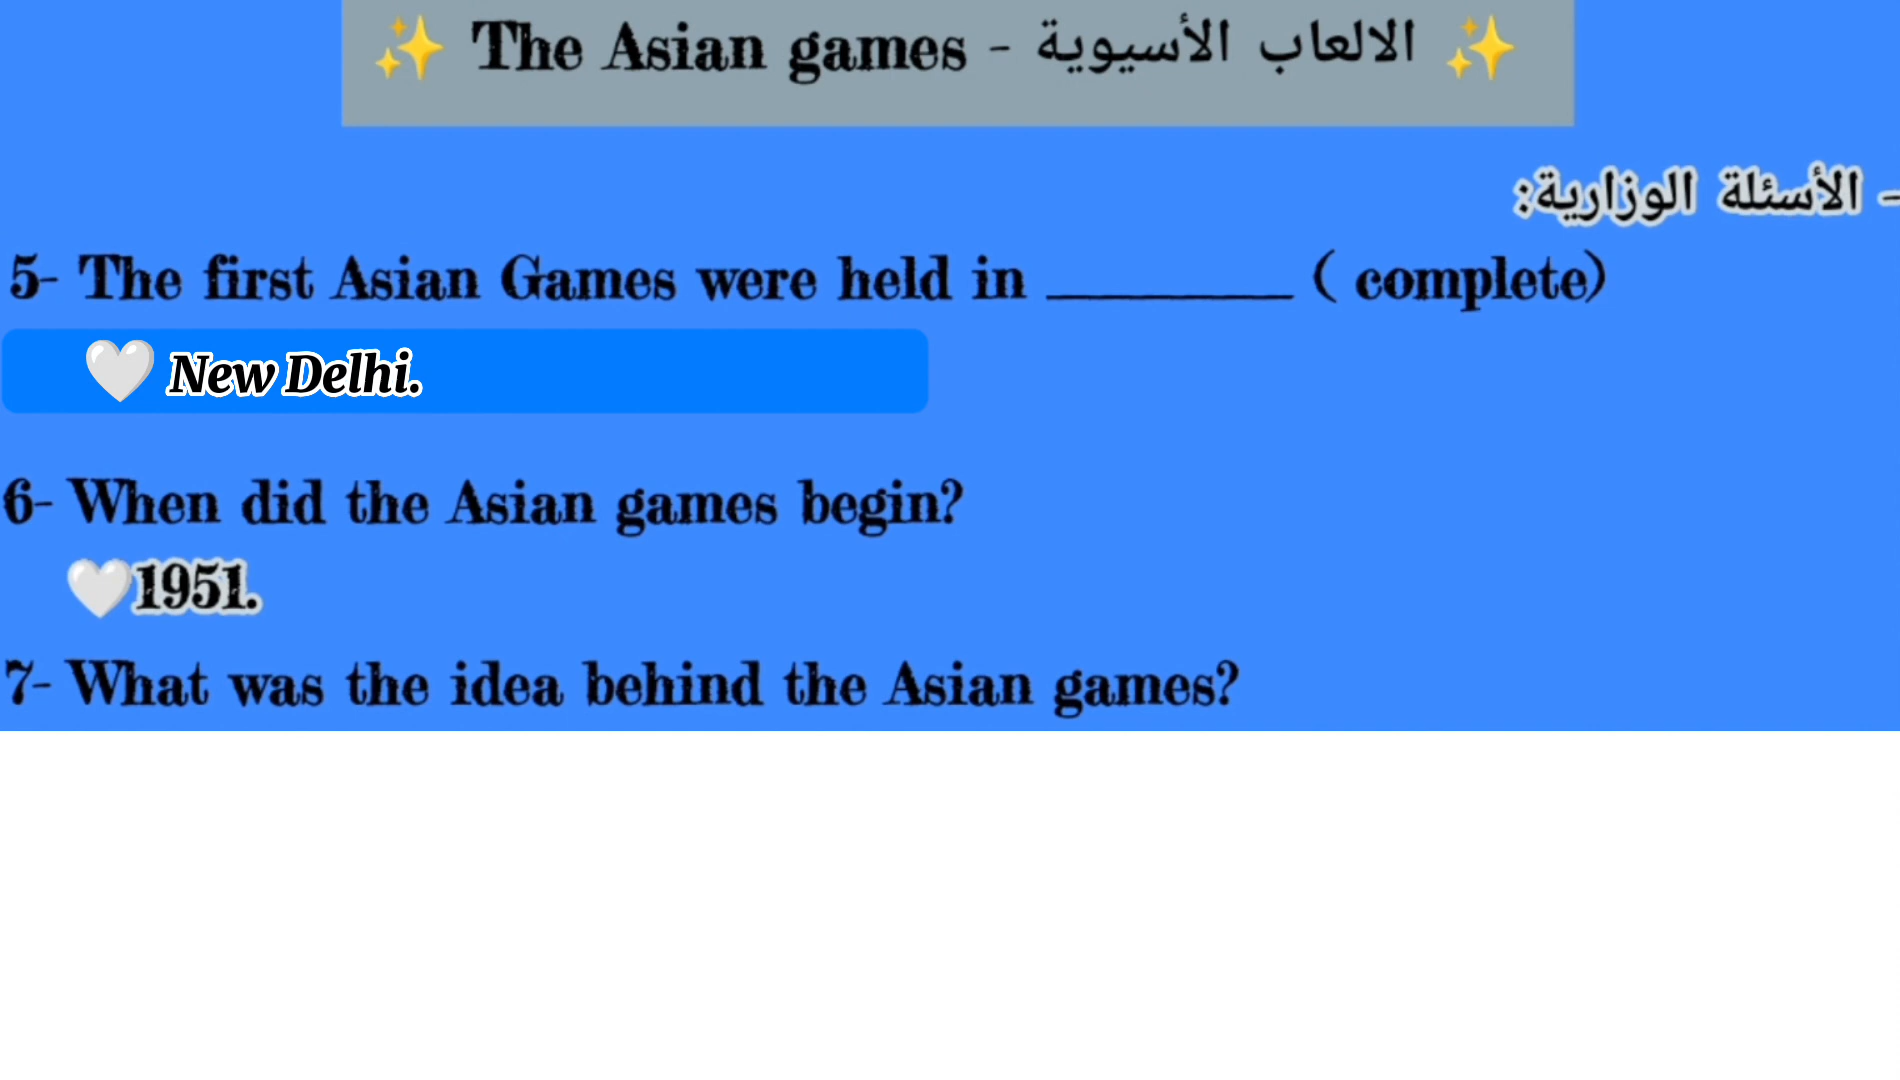 ✨ The Asian games - الالعاب الأسيوية ✨
- الأسئلة الوزارية:
5- The first Asian Games were held in ________ ( complete)
🤍 New Delhi.
6- When did the Asian games begin?
🤍1951.
7- What was the idea behind the Asian games?